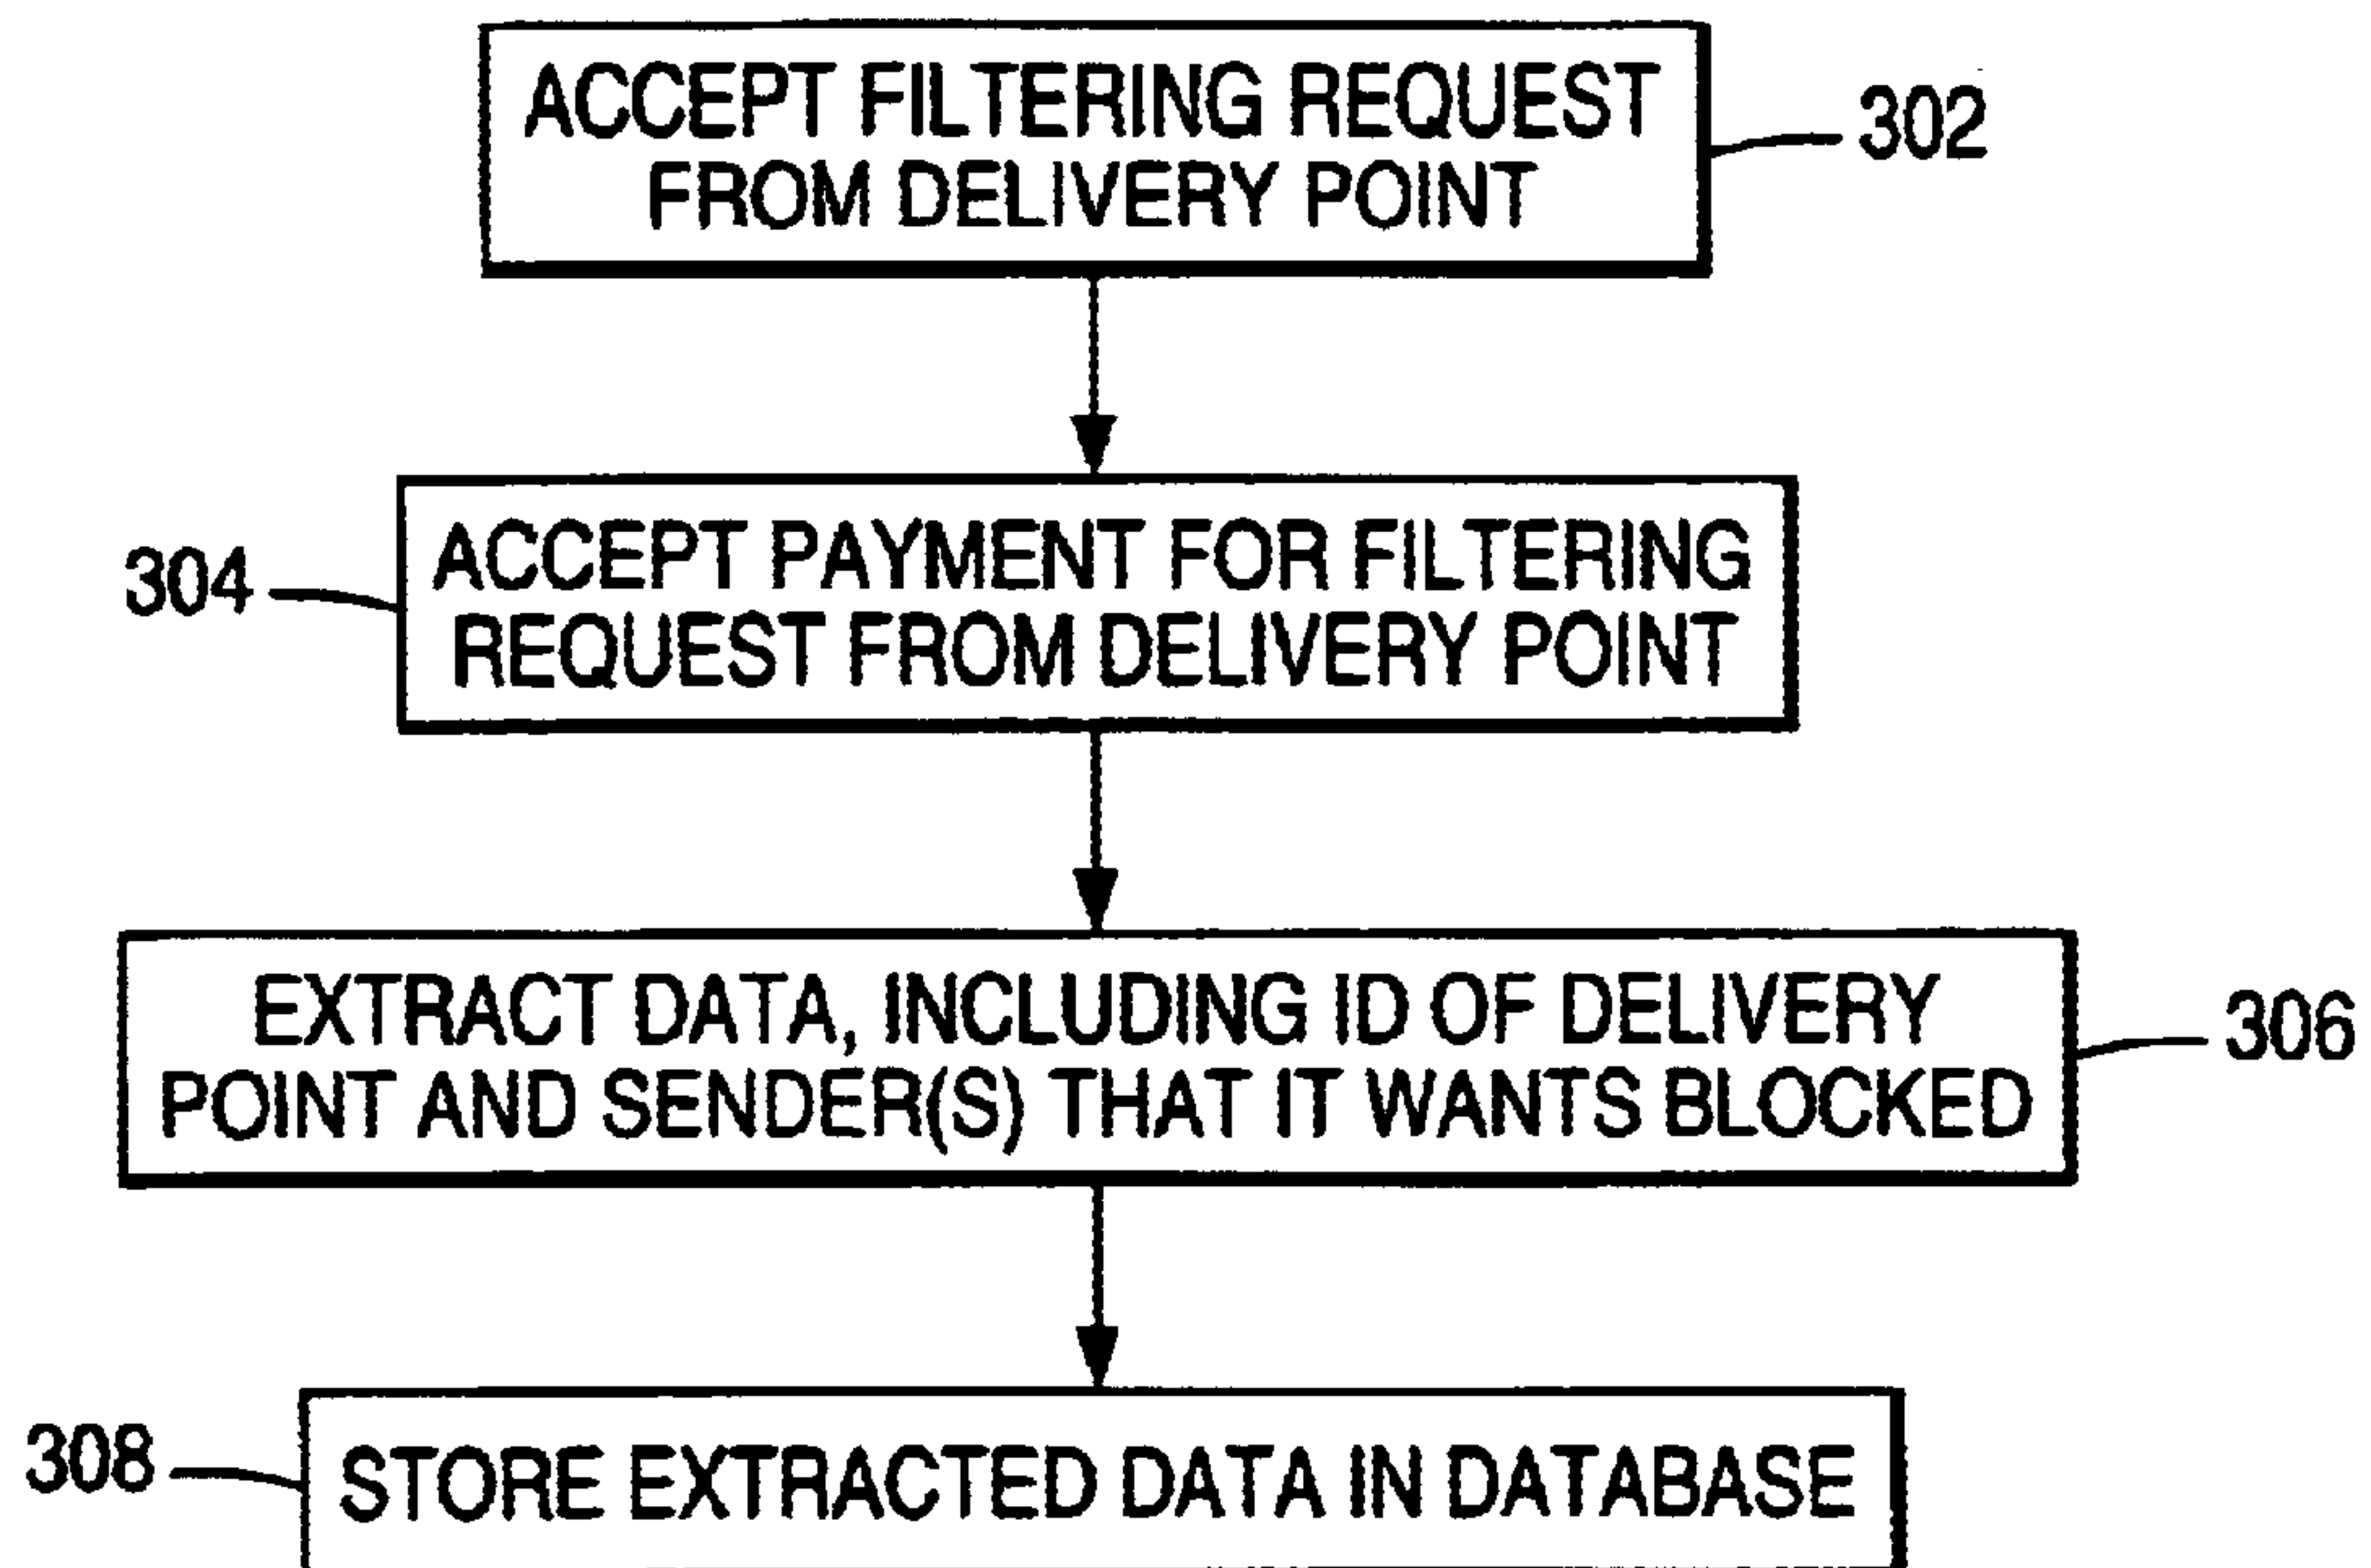 ACCEPT FILTERING REQUEST
FROM DELIVERY POINT
302
304
ACCEPT PAYMENT FOR FILTERING
REQUEST FROM DELIVERY POINT
EXTRACT DATA, INCLUDING ID OF DELIVERY
POINT AND SENDER(S) THAT IT WANTS BLOCKED
306
308
STORE EXTRACTED DATA IN DATABASE